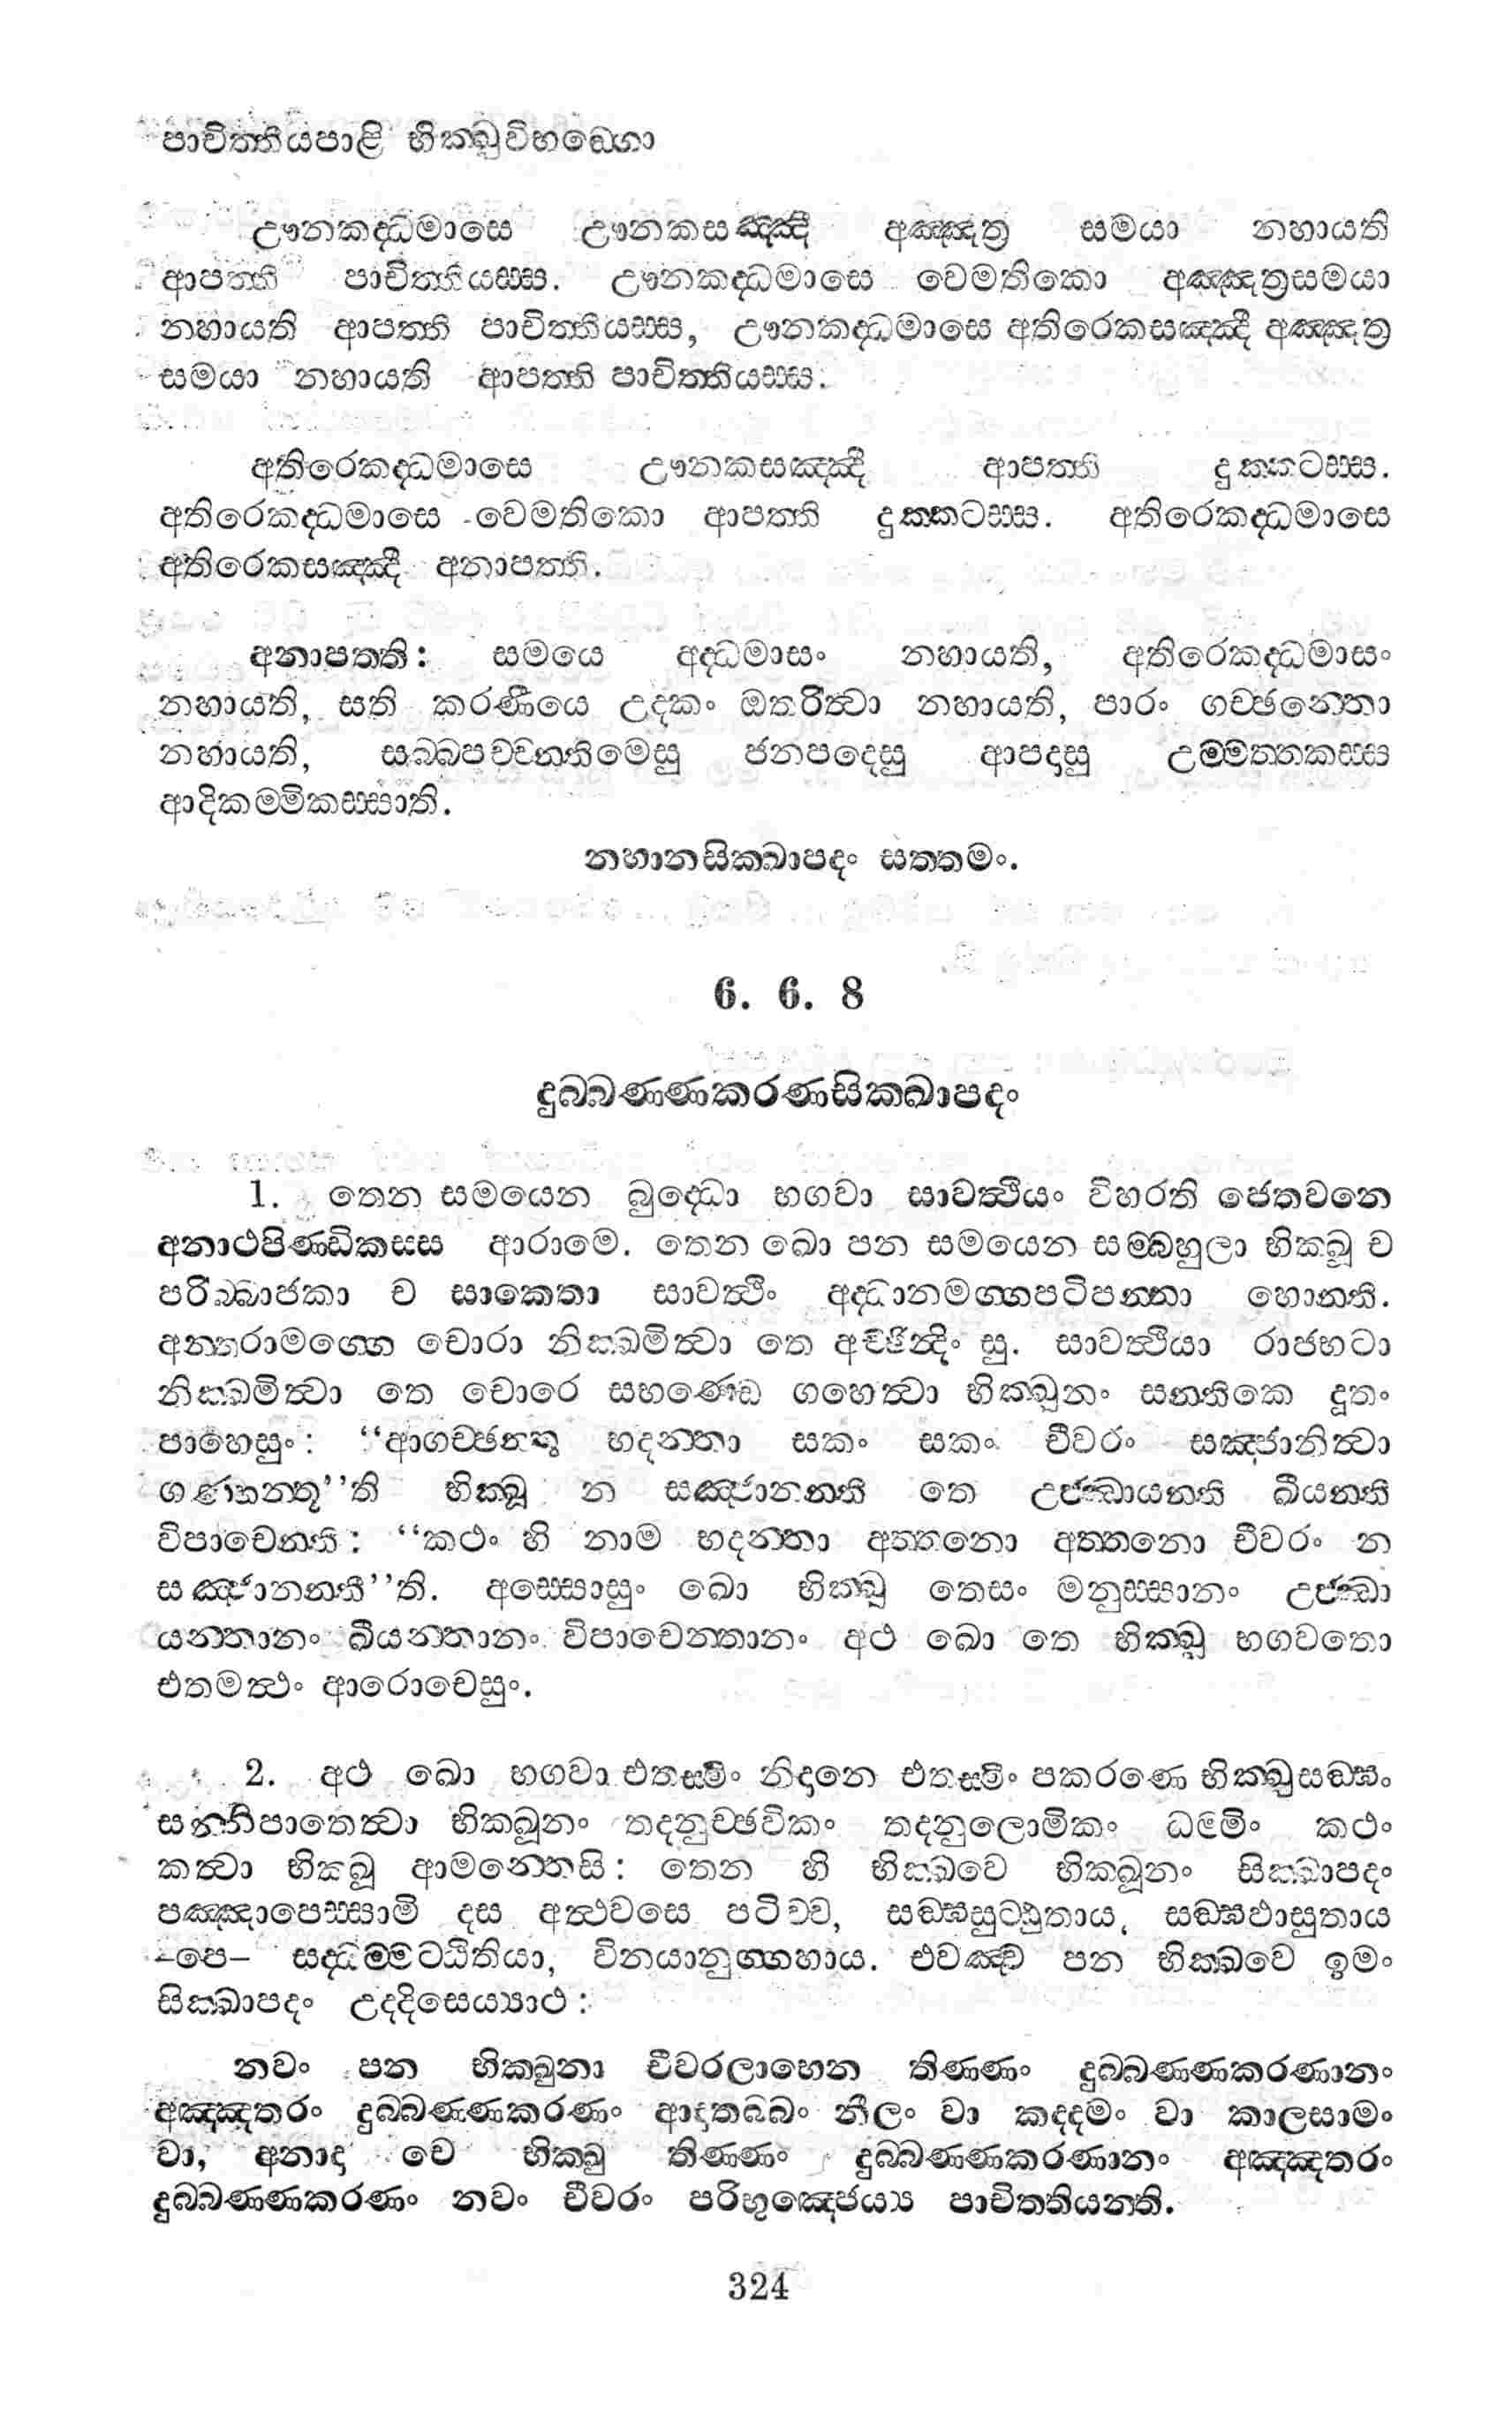 පාචිත්තියපාළි භික්ඛුවිභඞ්ගො
ඌනකද්ධමාසෙ ඌනකසඤ්ඤී අඤ්ඤත්‍ර සමයා නහායති
ආපත්ති පාචිත්තියස්ස. ඌනකද්ධමාසෙ වෙමතිකො අඤ්ඤත්‍රසමයා
නහායති ආපත්ති පාචිත්තියස්ස, ඌනකද්ධමාසෙ අතිරෙකසඤ්ඤී අඤ්ඤත්‍ර
සමයා නහායති ආපත්ති පාචිත්තියස්ස.
අතිරෙකද්ධමාසෙ ඌනකසඤ්ඤී ආපත්ති දුක්කටස්ස.
අතිරෙකද්ධමාසෙ වෙමතිකො ආපත්ති දුක්කටස්ස. අතිරෙකද්ධමාසෙ
අතිරෙකසඤ්ඤී අනාපත්ති.
අනාපත්ති: සමයෙ අද්ධමාසං නහායති, අතිරෙකද්ධමාසං
නහායති, සති කරණීයෙ උදකං ඔතරිත්වා නහායති, පාරං ගච්ඡන්තො
නහායති, සබ්බපච්චන්තිමෙසු ජනපදෙසු ආපදාසු උම්මත්තකස්ස
ආදිකම්මිකස්සාති.
නහානසික්ඛාපදං සත්තමං.
6. 6. 8
දුබ්බණ්ණකරණසික්ඛාපදං
1. තෙන සමයෙන බුද්ධො භගවා සාවත්ථියං විහරති ජෙතවනෙ
අනාථපිණ්ඩිකස්ස ආරාමෙ. තෙන ඛො පන සමයෙන සම්බහුලා භික්ඛූ ච
පරිබ්බාජකා ච සාකෙතා සාවත්ථිං අද්ධානමග්ගපටිපන්නා හොන්ති.
අන්තරාමග්ගෙ චොරා නික්ඛමිත්වා තෙ අච්ඡින්දිංසු. සාවත්ථියා රාජභටා
නික්ඛමිත්වා තෙ චොරෙ සභණ්ඩෙ ගහෙත්වා භික්ඛූනං සන්තිකෙ දූතං
පාහෙසුං: “ආගච්ඡන්තු භදන්තා සකං සකං චීවරං සඤ්ජානිත්වා
ගණ්හන්තූ”ති භික්ඛූ න සඤ්ජානන්ති තෙ උජ්ඣායන්ති ඛීයන්ති
විපාචෙන්ති: “කථං හි නාම භදන්තා අත්තනො අත්තනො චීවරං න
සඤ්ජානන්තී”ති. අස්සොසුං ඛො භික්ඛූ තෙසං මනුස්සානං උජ්ඣා
යන්තානං ඛීයන්තානං විපාචෙන්තානං අථ ඛො තෙ භික්ඛූ භගවතො
එතමත්ථං ආරොචෙසුං.
2. අථ ඛො භගවා එතස්මිං නිදානෙ එතස්මිං පකරණෙ භික්ඛුසඞ්ඝං
සන්නිපාතෙත්වා භික්ඛූනං තදනුච්ඡවිකං තදනුලොමිකං ධම්මිං කථං
කත්වා භික්ඛූ ආමන්තෙසි: තෙන හි භික්ඛවෙ භික්ඛූනං සික්ඛාපදං
පඤ්ඤාපෙස්සාමි දස අත්ථවසෙ පටිච්ච, සඞ්ඝසුට්ඨුතාය, සඞ්ඝඵාසුතාය
–පෙ– සද්ධම්මට්ඨිතියා, විනයානුග්ගහාය. එවඤ්ච පන භික්ඛවෙ ඉමං
සික්ඛාපදං උද්දිසෙය්‍යාථ:
නවං පන භික්ඛුනා චීවරලාභෙන තිණ්ණං දුබ්බණ්ණකරණානං
අඤ්ඤතරං දුබ්බණ්ණකරණං ආදාතබ්බං නීලං වා කද්දමං වා කාලසාමං
වා, අනාදා චෙ භික්ඛු තිණ්ණං දුබ්බණ්ණකරණානං අඤ්ඤතරං
දුබ්බණ්ණකරණං නවං චීවරං පරිභුඤ්ජෙය්‍ය පාචිත්තියන්ති.
324